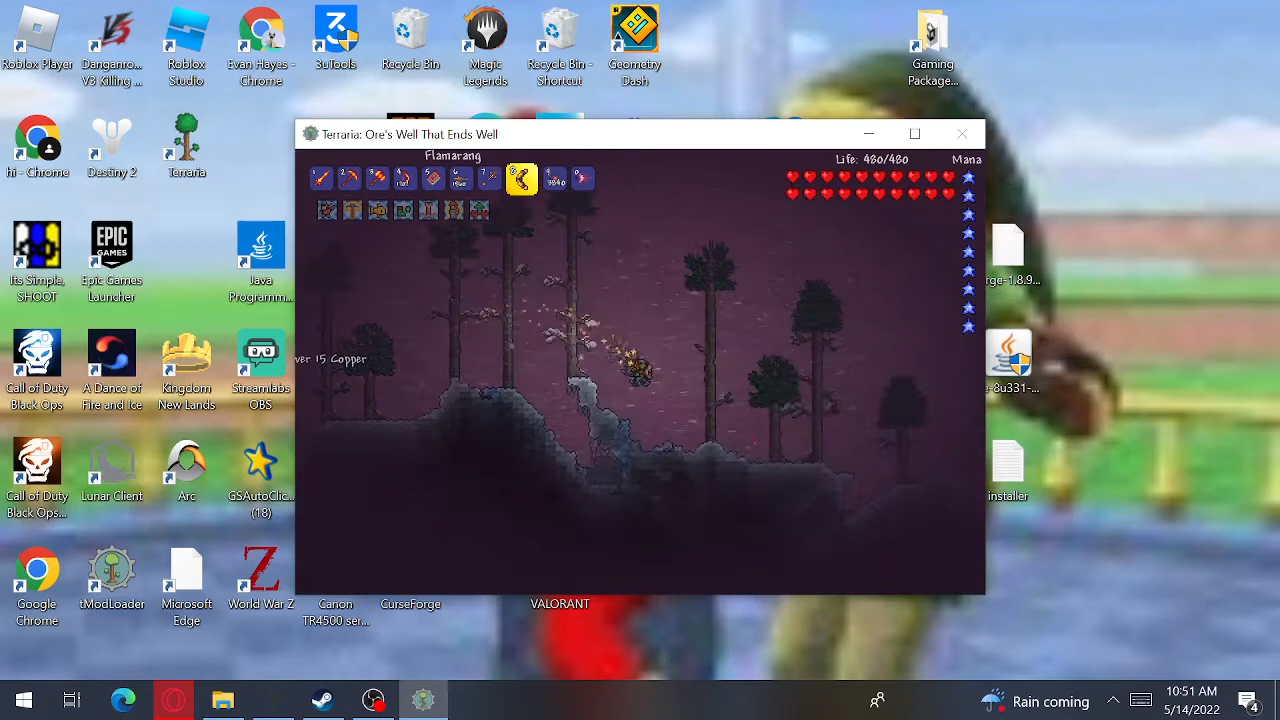 Roblox Player
Danganro...
V3 Killing ...
Roblox
Studio
Evan Hayes -
Chrome
3uTools
Recycle Bin
Magic
Legends
Recycle Bin -
Shortcut
Geometry
Dash
Gaming
Package...
hi - Chrome
Destiny 2
Terraria
Terraria: Ore's Well That Ends Well
Flamarang
Life: 480/480
Mana
ver 15 Copper
Its Simple,
SHOOT
EPIC
GAMES
Epic Games
Launcher
Java
Programm...
rge-1.8.9...
Call of Duty
Black Ops
A Dance of
Fire and Ice
Kingdom
New Lands
Streamlabs
OBS
e-8u331-...
Call of Duty
Black Ops...
Lunar Client
Arc
GSAutoClic...
(18)
installer
Google
Chrome
tModLoader
Microsoft
Edge
World War Z
Canon
TR4500 ser...
CurseForge
VALORANT
Rain coming
10:51 AM
5/14/2022
4